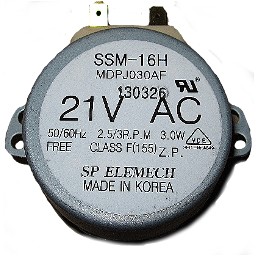 SSM-16H
MDPJ030AF
130326
21V AC
50/60Hz 2.5/3R.P.M 3.0W
FREE CLASS F(155) Z.P.
SP ELEMECH
MADE IN KOREA